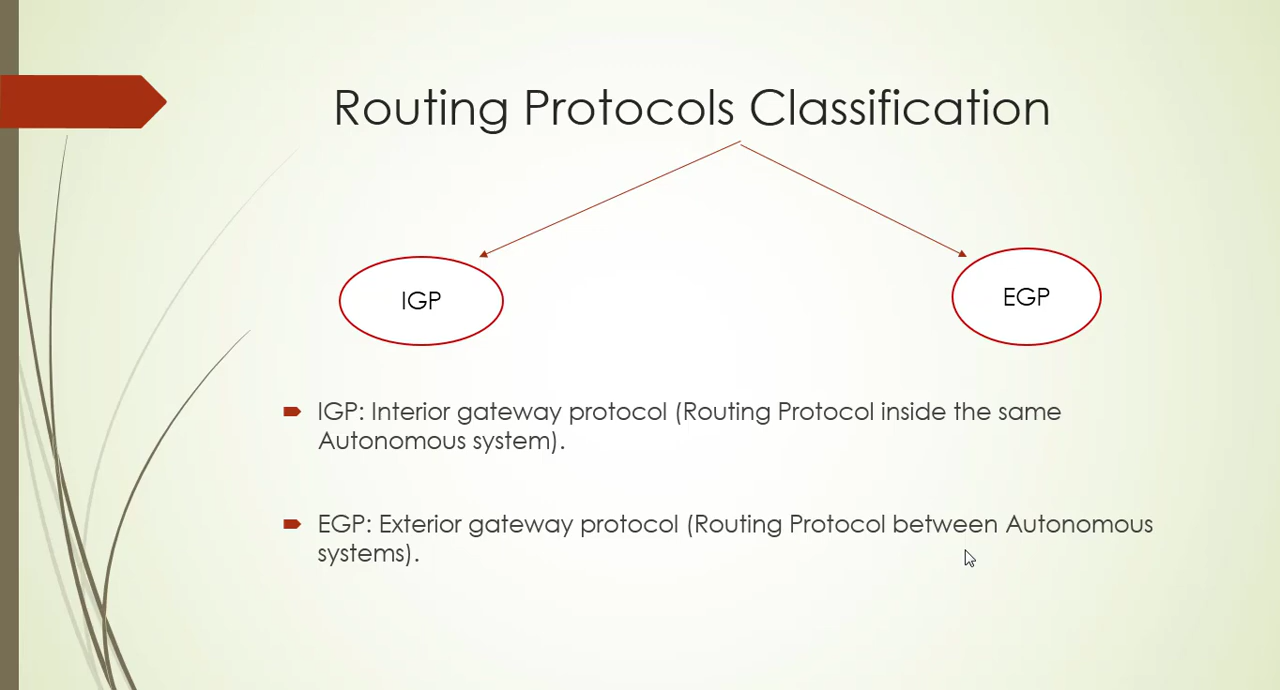 Routing Protocols Classification
IGP
EGP
IGP: Interior gateway protocol (Routing Protocol inside the same
Autonomous system).
EGP: Exterior gateway protocol (Routing Protocol between Autonomous
systems).